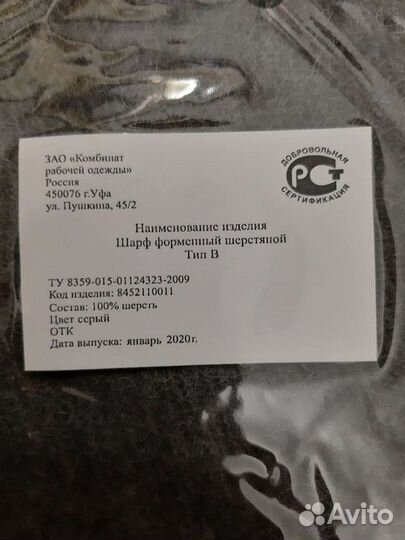 ЗАО «Комбинат
рабочей одежды»
Россия
450076 г.Уфа
ул. Пушкина, 45/2
ДОБРОВОЛЬНАЯ
РСТ
СЕРТИФИКАЦИЯ
Наименование изделия
Шарф форменный шерстяной
Тип В
ТУ 8359-015-01124323-2009
Код изделия: 8452110011
Состав: 100% шерсть
Цвет серый
ОТК
Дата выпуска: январь 2020г.
Avito